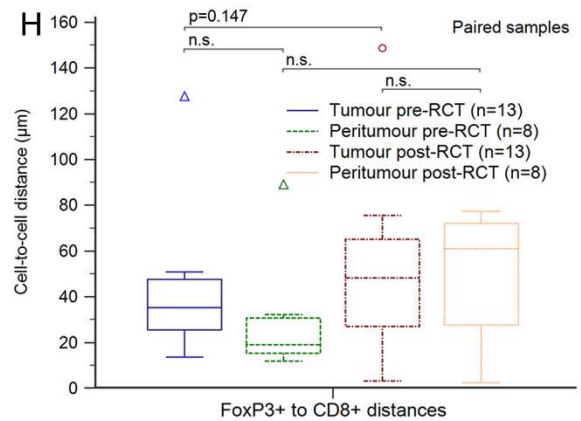 H
160
140
120
100
80
60
40
20
0
Cell-to-cell distance (µm)
p=0.147
Paired samples
n.s.
n.s.
n.s.
Tumour pre-RCT (n=13)
Peritumour pre-RCT (n=8)
Tumour post-RCT (n=13)
Peritumour post-RCT (n=8)
FoxP3+ to CD8+ distances